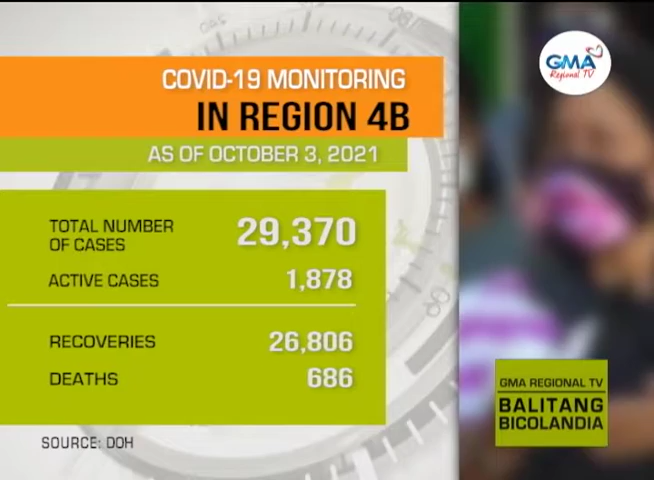 COVID-19 MONITORING
IN REGION 4B
AS OF OCTOBER 3, 2021
TOTAL NUMBER
OF CASES
29,370
ACTIVE CASES 1,878
RECOVERIES 26,806
DEATHS 686
SOURCE: DOH
GMA
Regional TV
GMA REGIONAL TV
BALITANG
BICOLANDIA